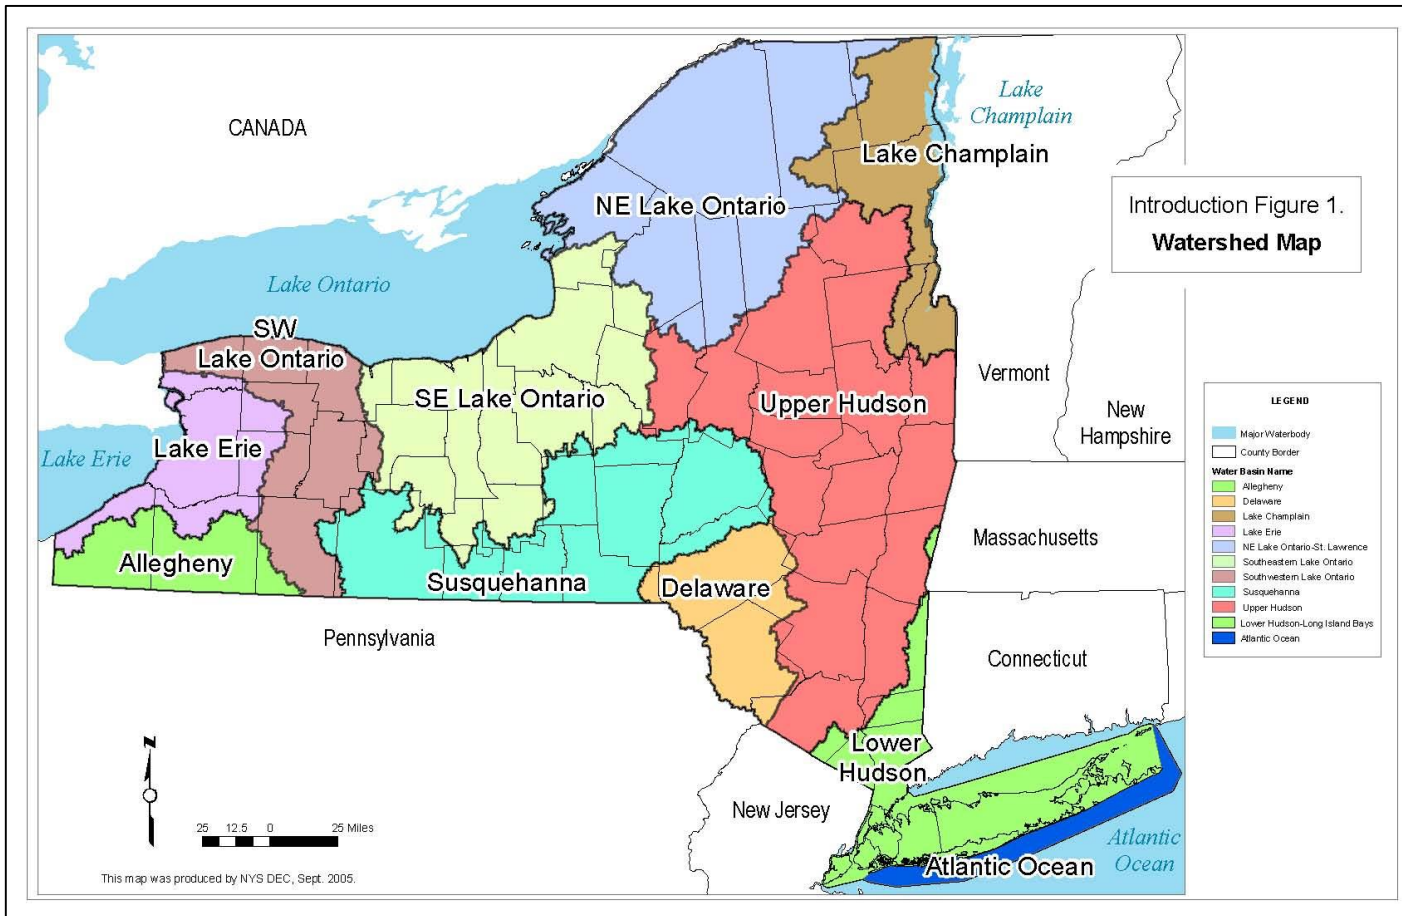 CANADA
Lake
Champlain
Lake Champlain
NE Lake Ontario
Introduction Figure 1.
Watershed Map
Lake Ontario
SW
Lake Ontario
SE Lake Ontario
Upper Hudson
Vermont
New
Hampshire
Lake Erie
Lake Erie
Allegheny
Susquehanna
Delaware
Massachusetts
Pennsylvania
Connecticut
Lower
Hudson
New Jersey
Atlantic
Ocean
Atlantic Ocean
LEGEND
Major Waterbody
County Border
Water Basin Name
Allegheny
Delaware
Lake Champlain
Lake Erie
NE Lake Ontario-St. Lawrence
Southeastern Lake Ontario
Southwestern Lake Ontario
Susquehanna
Upper Hudson
Lower Hudson-Long Island Bays
Atlantic Ocean
N
25 12.5 0 25 Miles
This map was produced by NYS DEC, Sept. 2005.